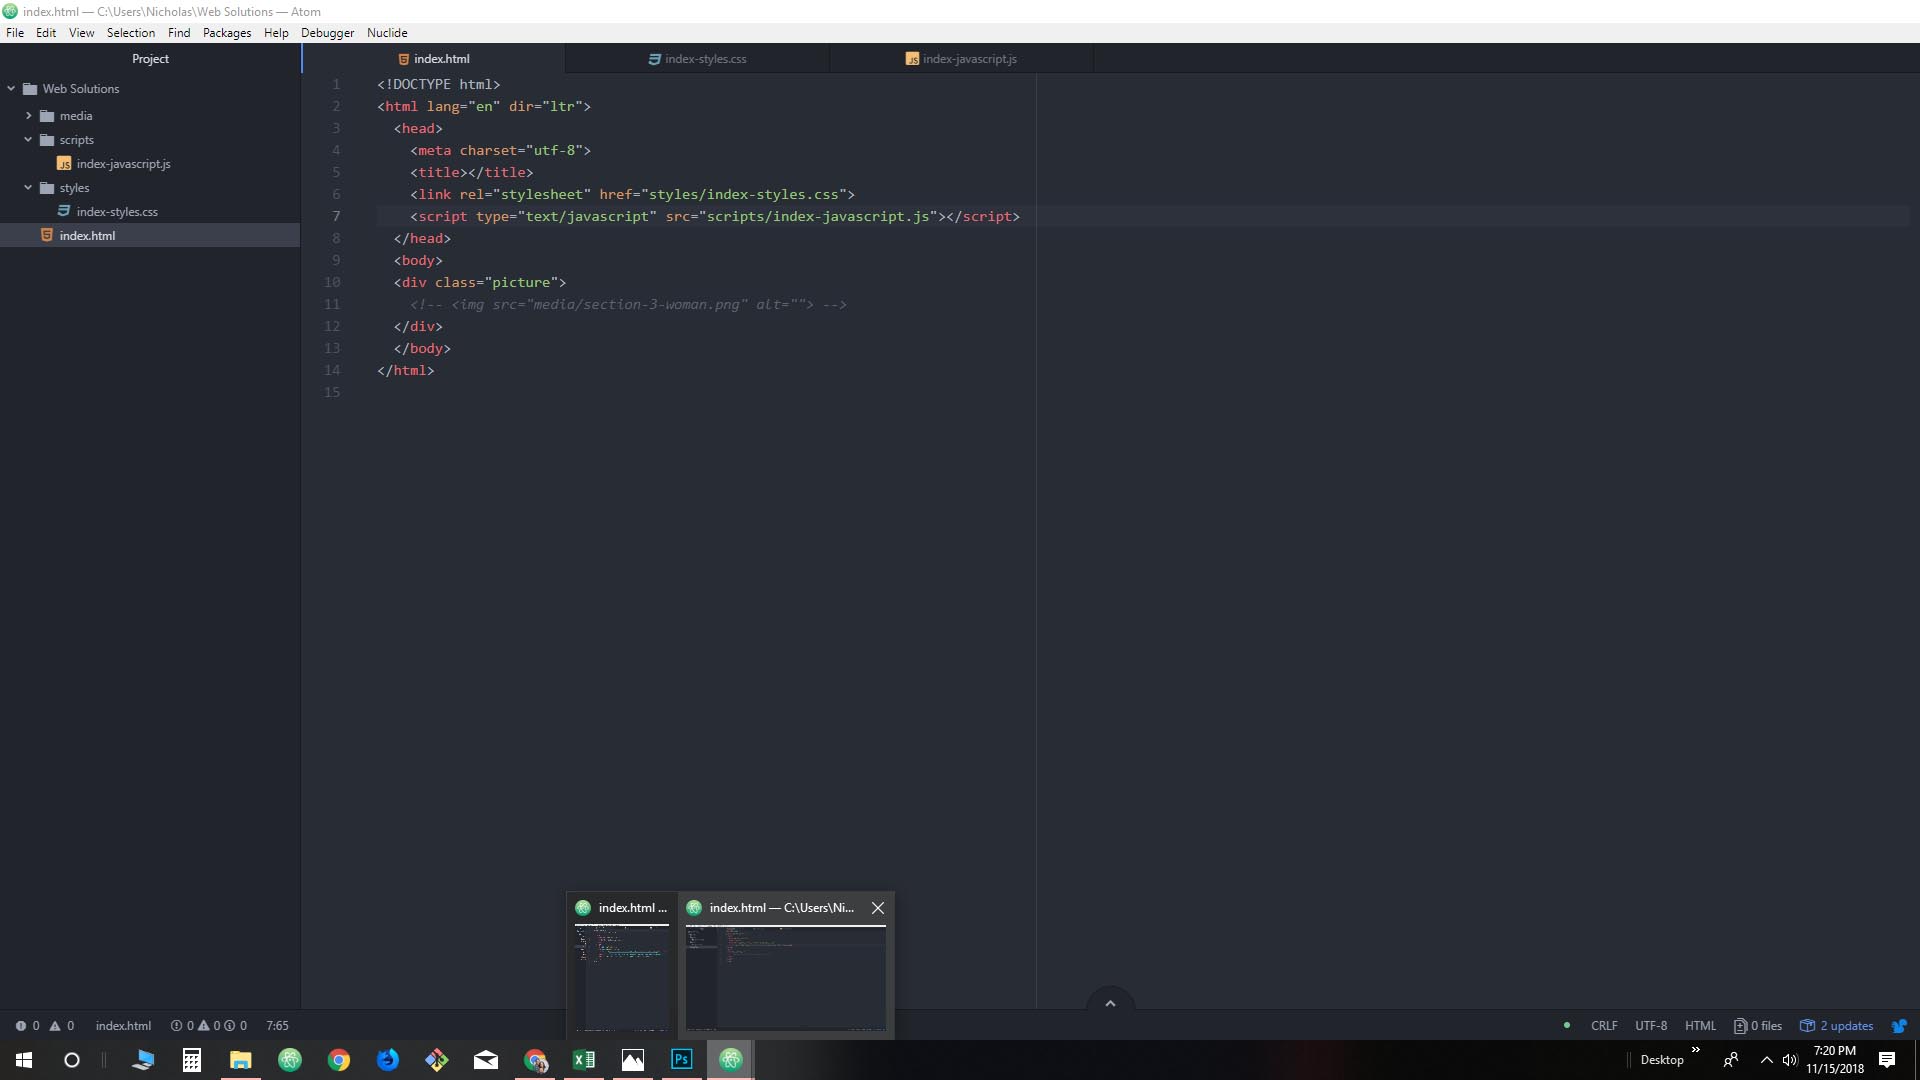 index.html — C:\Users\Nicholas\Web Solutions — Atom
File Edit View Selection Find Packages Help Debugger Nuclide
Project
Web Solutions
media
scripts
index-javascript.js
styles
index-styles.css
index.html
index.html index-styles.css index-javascript.js
1 <!DOCTYPE html>
2 <html lang="en" dir="ltr">
3 <head>
4 <meta charset="utf-8">
5 <title></title>
6 <link rel="stylesheet" href="styles/index-styles.css">
7 <script type="text/javascript" src="scripts/index-javascript.js"></script>
8 </head>
9 <body>
10 <div class="picture">
11 <!-- <img src="media/section-3-woman.png" alt=""> -->
12 </div>
13 </body>
14 </html>
15
index.html ... index.html — C:\Users\Ni...
0 0 index.html 0 0 0 7:65 CRLF UTF-8 HTML 0 files 2 updates
Ps Desktop 7:20 PM
11/15/2018